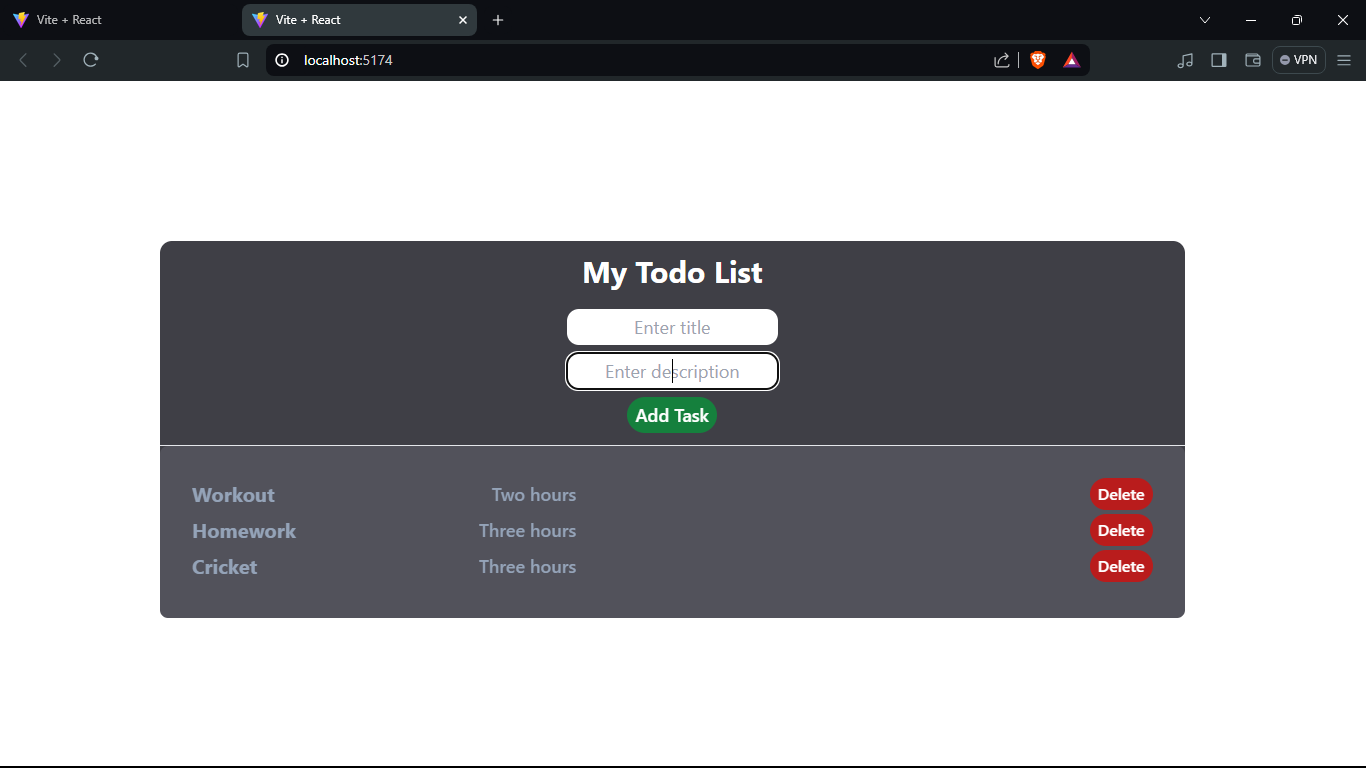 Vite + React
Vite + React
localhost:5174
VPN
My Todo List
Enter title
Enter description
Add Task
Workout Two hours Delete
Homework Three hours Delete
Cricket Three hours Delete